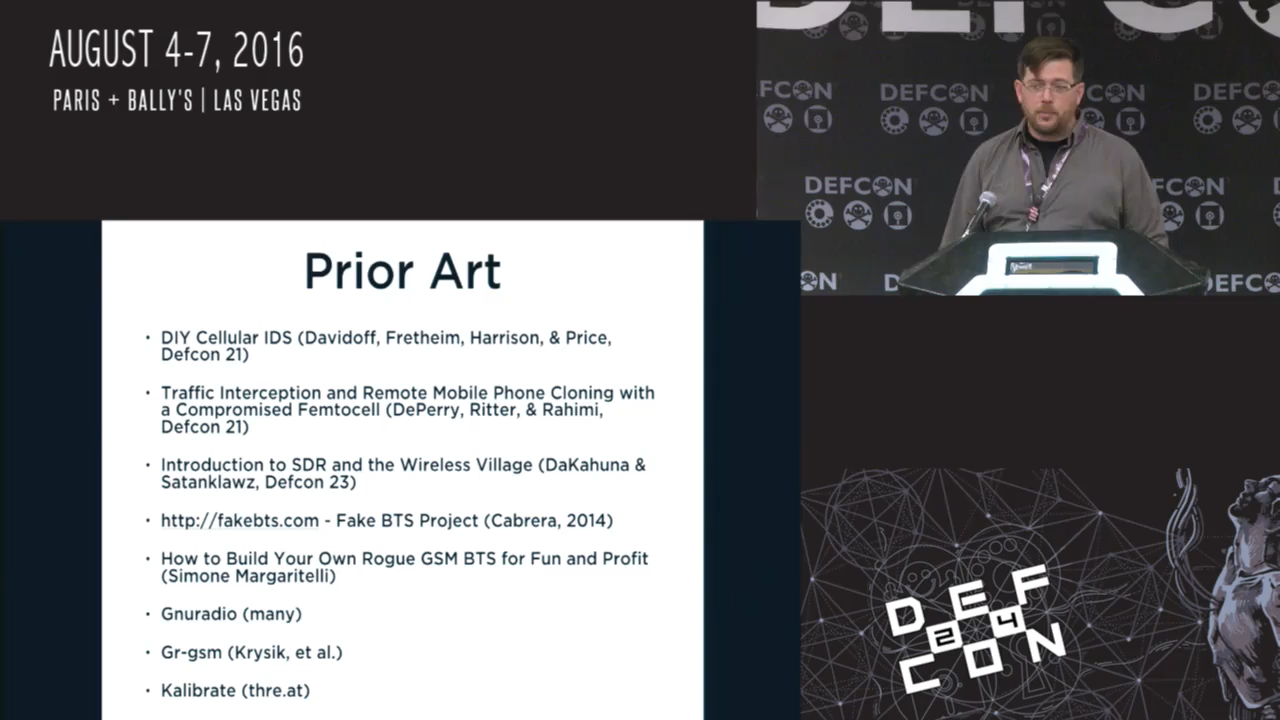 AUGUST 4-7, 2016
PARIS + BALLY'S | LAS VEGAS
DEFCON
FCON
DEFCON
CON
DEFCON
DEFCON
FCON
ON
DEFCON
Prior Art
· DIY Cellular IDS (Davidoff, Fretheim, Harrison, & Price,
Defcon 21)
· Traffic Interception and Remote Mobile Phone Cloning with
a Compromised Femtocell (DePerry, Ritter, & Rahimi,
Defcon 21)
· Introduction to SDR and the Wireless Village (DaKahuna &
Satanklawz, Defcon 23)
· http://fakebts.com - Fake BTS Project (Cabrera, 2014)
· How to Build Your Own Rogue GSM BTS for Fun and Profit
(Simone Margaritelli)
· Gnuradio (many)
· Gr-gsm (Krysik, et al.)
· Kalibrate (thre.at)
DEF
24
CON